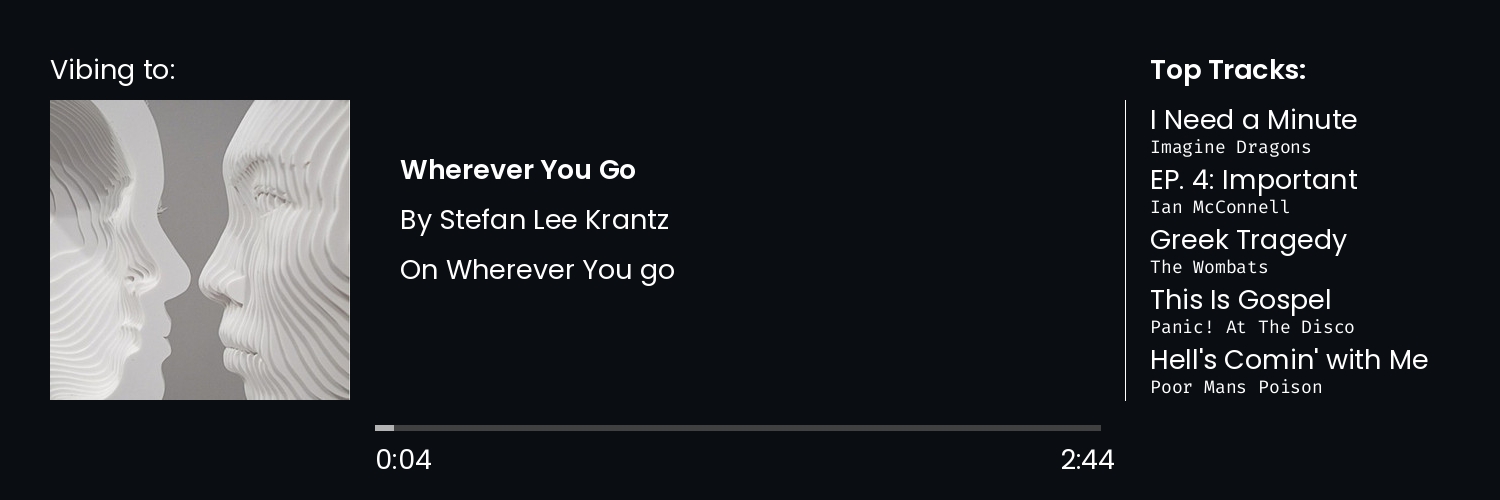 Vibing to:
Wherever You Go
By Stefan Lee Krantz
On Wherever You go
0:04
2:44
Top Tracks:
I Need a Minute
Imagine Dragons
EP. 4: Important
Ian McConnell
Greek Tragedy
The Wombats
This Is Gospel
Panic! At The Disco
Hell's Comin' with Me
Poor Mans Poison